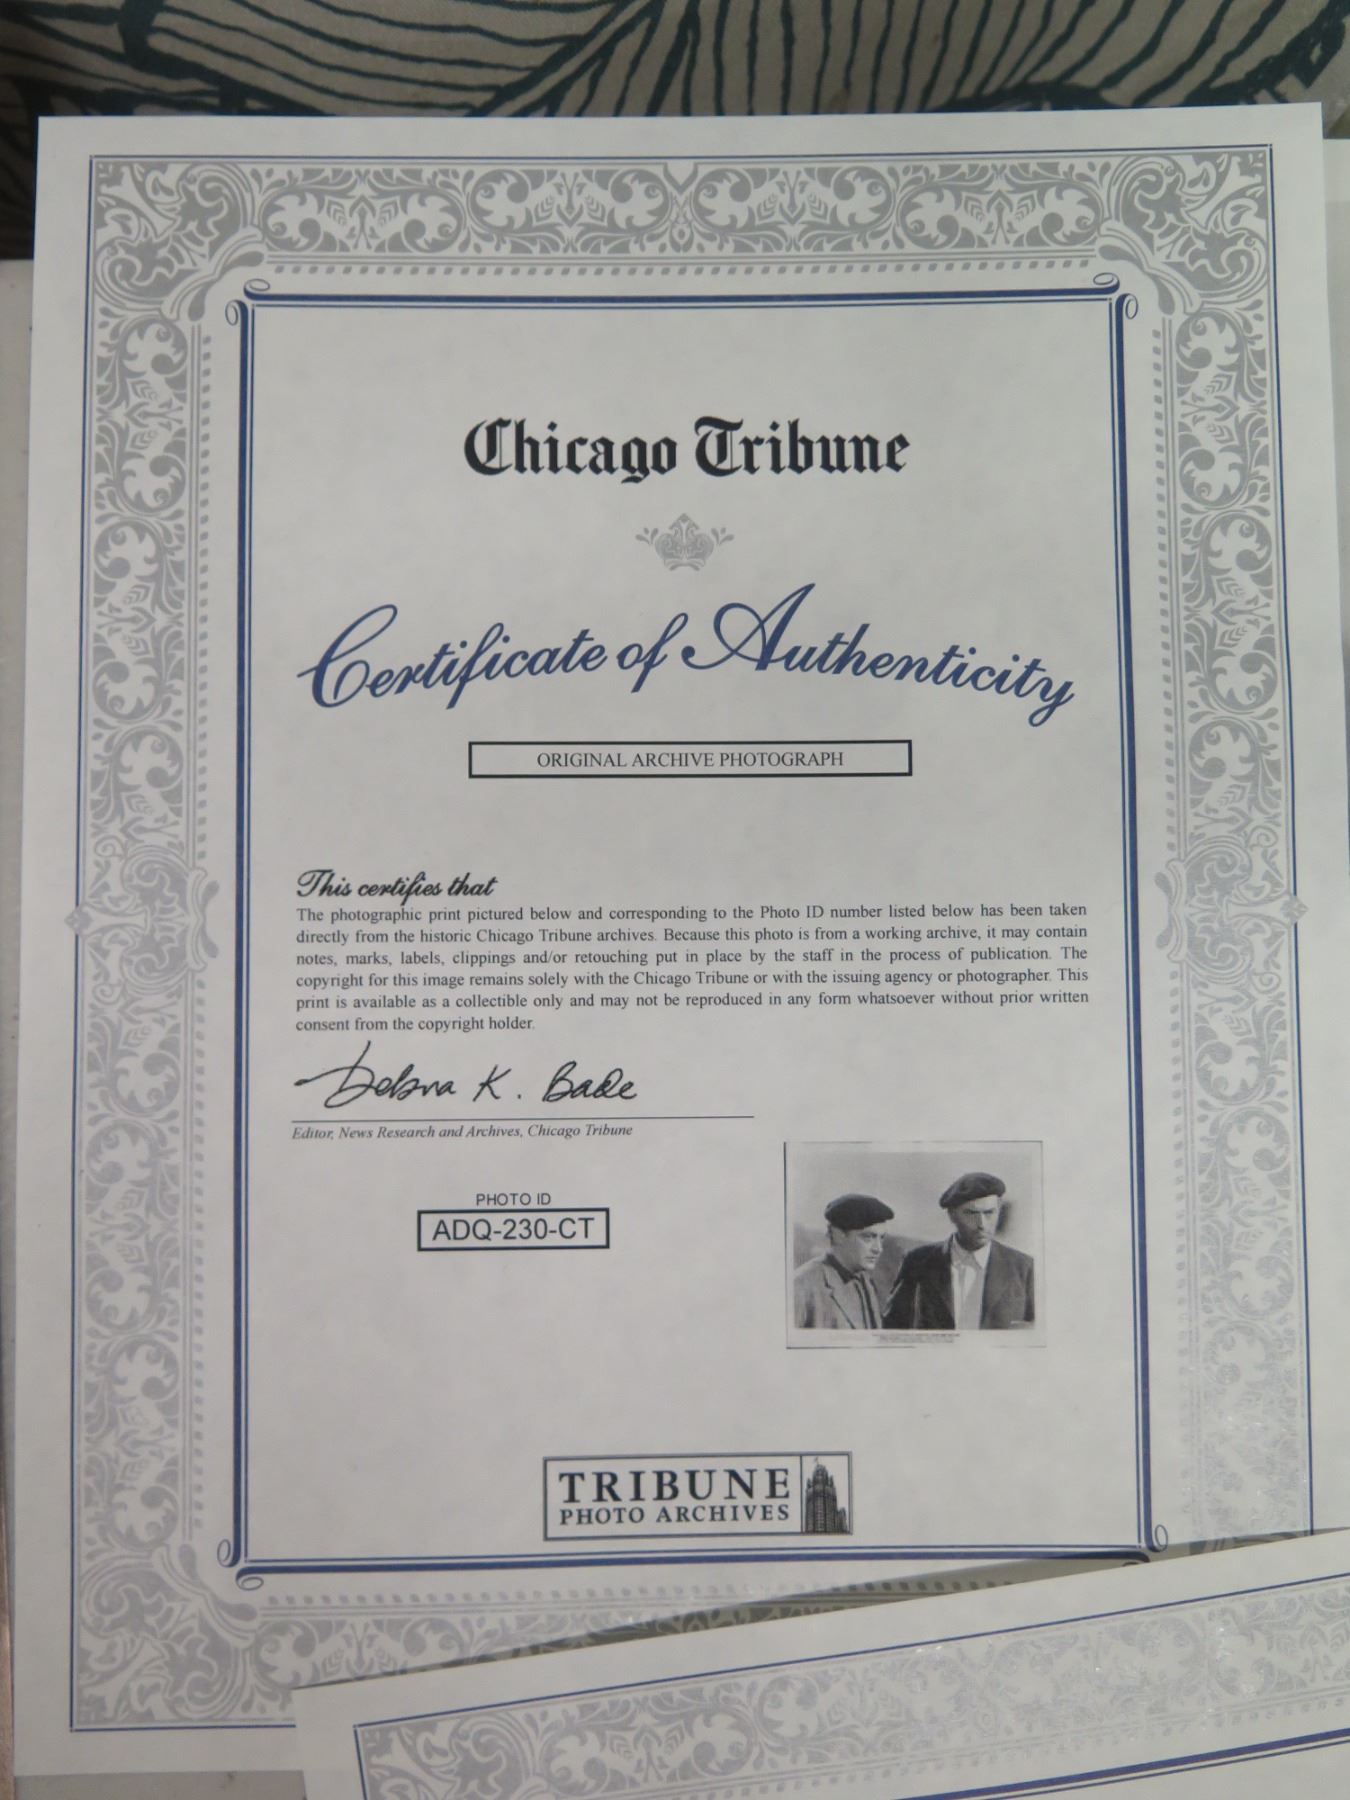 Chicago Tribune
Certificate of Authenticity
ORIGINAL ARCHIVE PHOTOGRAPH
This certifies that
The photographic print pictured below and corresponding to the Photo ID number listed below has been taken
directly from the historic Chicago Tribune archives. Because this photo is from a working archive, it may contain
notes, marks, labels, clippings and/or retouching put in place by the staff in the process of publication. The
copyright for this image remains solely with the Chicago Tribune or with the issuing agency or photographer. This
print is available as a collectible only and may not be reproduced in any form whatsoever without prior written
consent from the copyright holder.
Debra K. Bade
Editor, News Research and Archives, Chicago Tribune
PHOTO ID
ADQ-230-CT
TRIBUNE
PHOTO ARCHIVES